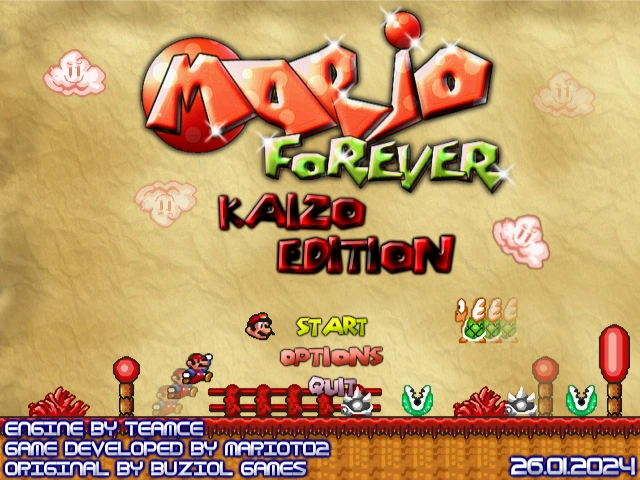 MARIO
FOREVER
KAIZO
EDITION
START
OPTIONS
QUIT
ENGINE BY TEAMCE
GAME DEVELOPED BY MARIOT02
ORIGINAL BY BUZIOL GAMES
26.01.2024